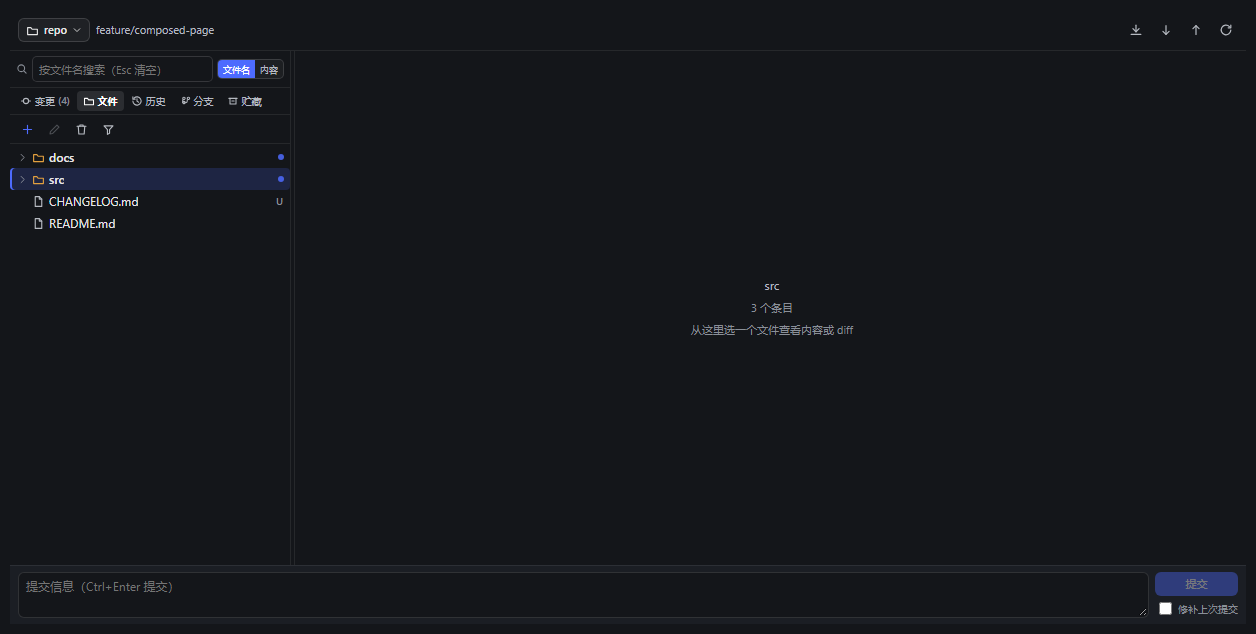 repo feature/composed-page
按文件名搜索（Esc 清空） 文件名 内容
变更 (4) 文件 历史 分支 贮藏
docs
src
CHANGELOG.md U
README.md
src
3 个条目
从这里选一个文件查看内容或 diff
提交信息（Ctrl+Enter 提交） 提交
修补上次提交